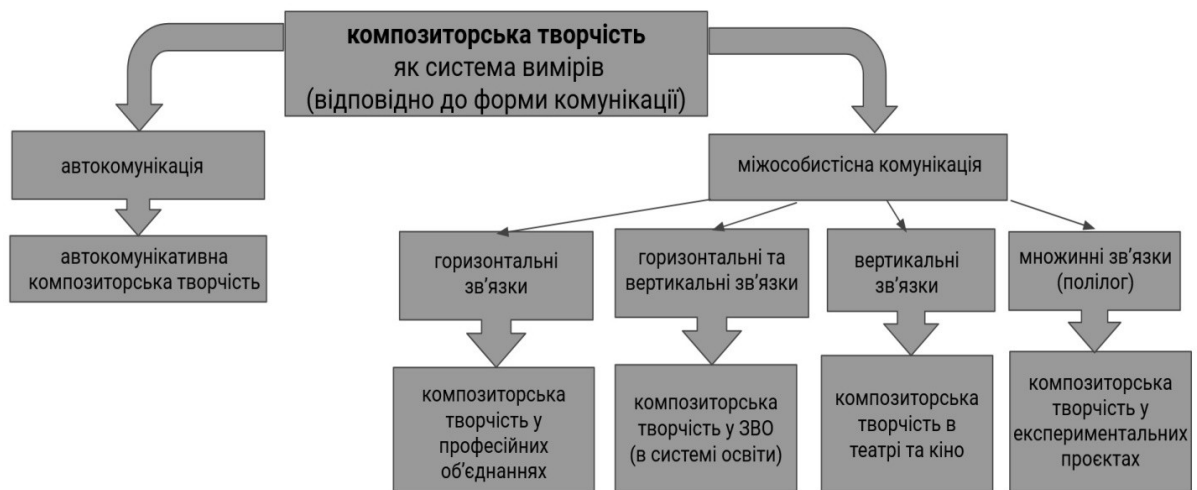 композиторська творчість
як система вимірів
(відповідно до форми комунікації)
автокомунікація
автокомунікативна
композиторська творчість
міжособистісна комунікація
горизонтальні
зв'язки
горизонтальні та
вертикальні зв'язки
вертикальні
зв'язки
множинні зв'язки
(полілог)
композиторська
творчість у
професійних
об'єднаннях
композиторська
творчість у ЗВО
(в системі освіти)
композиторська
творчість в
театрі та кіно
композиторська
творчість у
експериментальних
проєктах